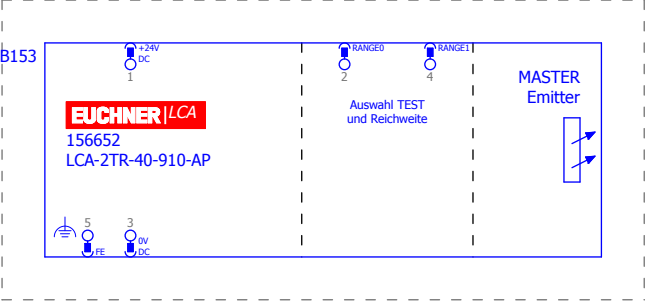 B153
+24V
DC
1
RANGE0
2
RANGE1
4
MASTER
Emitter
Auswahl TEST
und Reichweite
EUCHNER LCA
156652
LCA-2TR-40-910-AP
5
FE
3
0V
DC